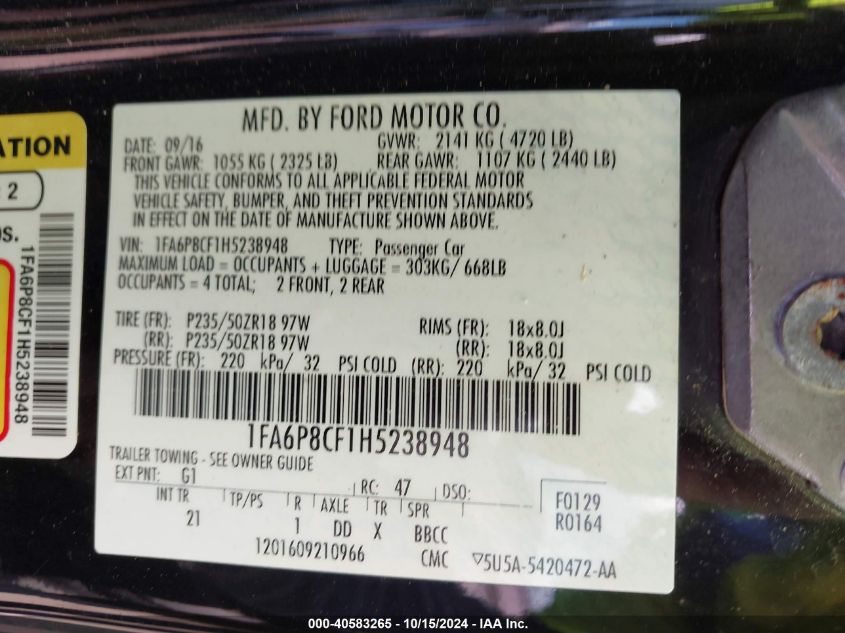 MFD. BY FORD MOTOR CO.
DATE: 09/16 GVWR: 2141 KG ( 4720 LB)
FRONT GAWR: 1055 KG ( 2325 LB) REAR GAWR: 1107 KG ( 2440 LB)
THIS VEHICLE CONFORMS TO ALL APPLICABLE FEDERAL MOTOR
VEHICLE SAFETY, BUMPER, AND THEFT PREVENTION STANDARDS
IN EFFECT ON THE DATE OF MANUFACTURE SHOWN ABOVE.
VIN: 1FA6P8CF1H5238948 TYPE: Passenger Car
MAXIMUM LOAD = OCCUPANTS + LUGGAGE = 303KG/ 668LB
OCCUPANTS = 4 TOTAL; 2 FRONT, 2 REAR
TIRE (FR): P235/50ZR18 97W RIMS (FR): 18x8.0J
(RR): P235/50ZR18 97W (RR): 18x8.0J
PRESSURE (FR): 220 kPa/ 32 PSI COLD (RR): 220 kPa/ 32 PSI COLD
1FA6P8CF1H5238948
TRAILER TOWING - SEE OWNER GUIDE
EXT PNT: G1 RC: 47 DSO:
INT TR TP/PS R AXLE TR SPR
21 1 DD X BBCC
F0129
R0164
1201609210966 CMC ▽5U5A-5420472-AA
ATION
2
1FA6P8CF1H5238948
000-40583265 - 10/15/2024 - IAA Inc.